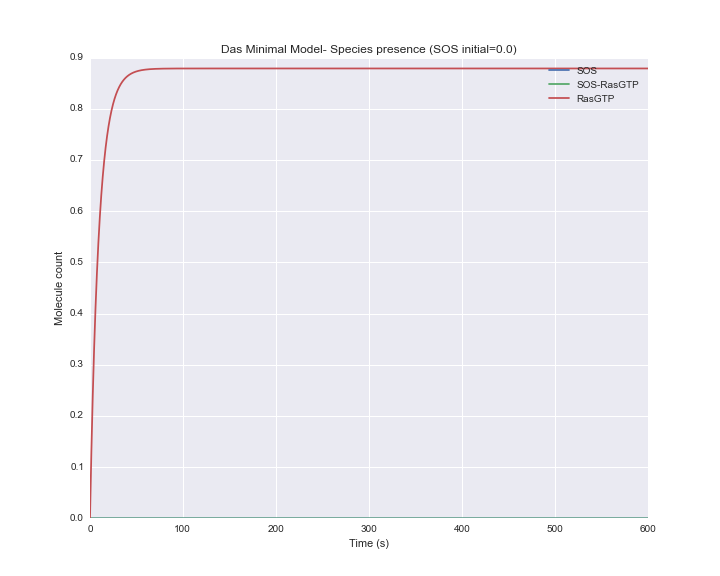 Das Minimal Model- Species presence (SOS initial=0.0)
0.9
0.8
0.7
0.6
0.5
0.4
0.3
0.2
0.1
0.0
Molecule count
SOS
SOS-RasGTP
RasGTP
0 100 200 300 400 500 600
Time (s)